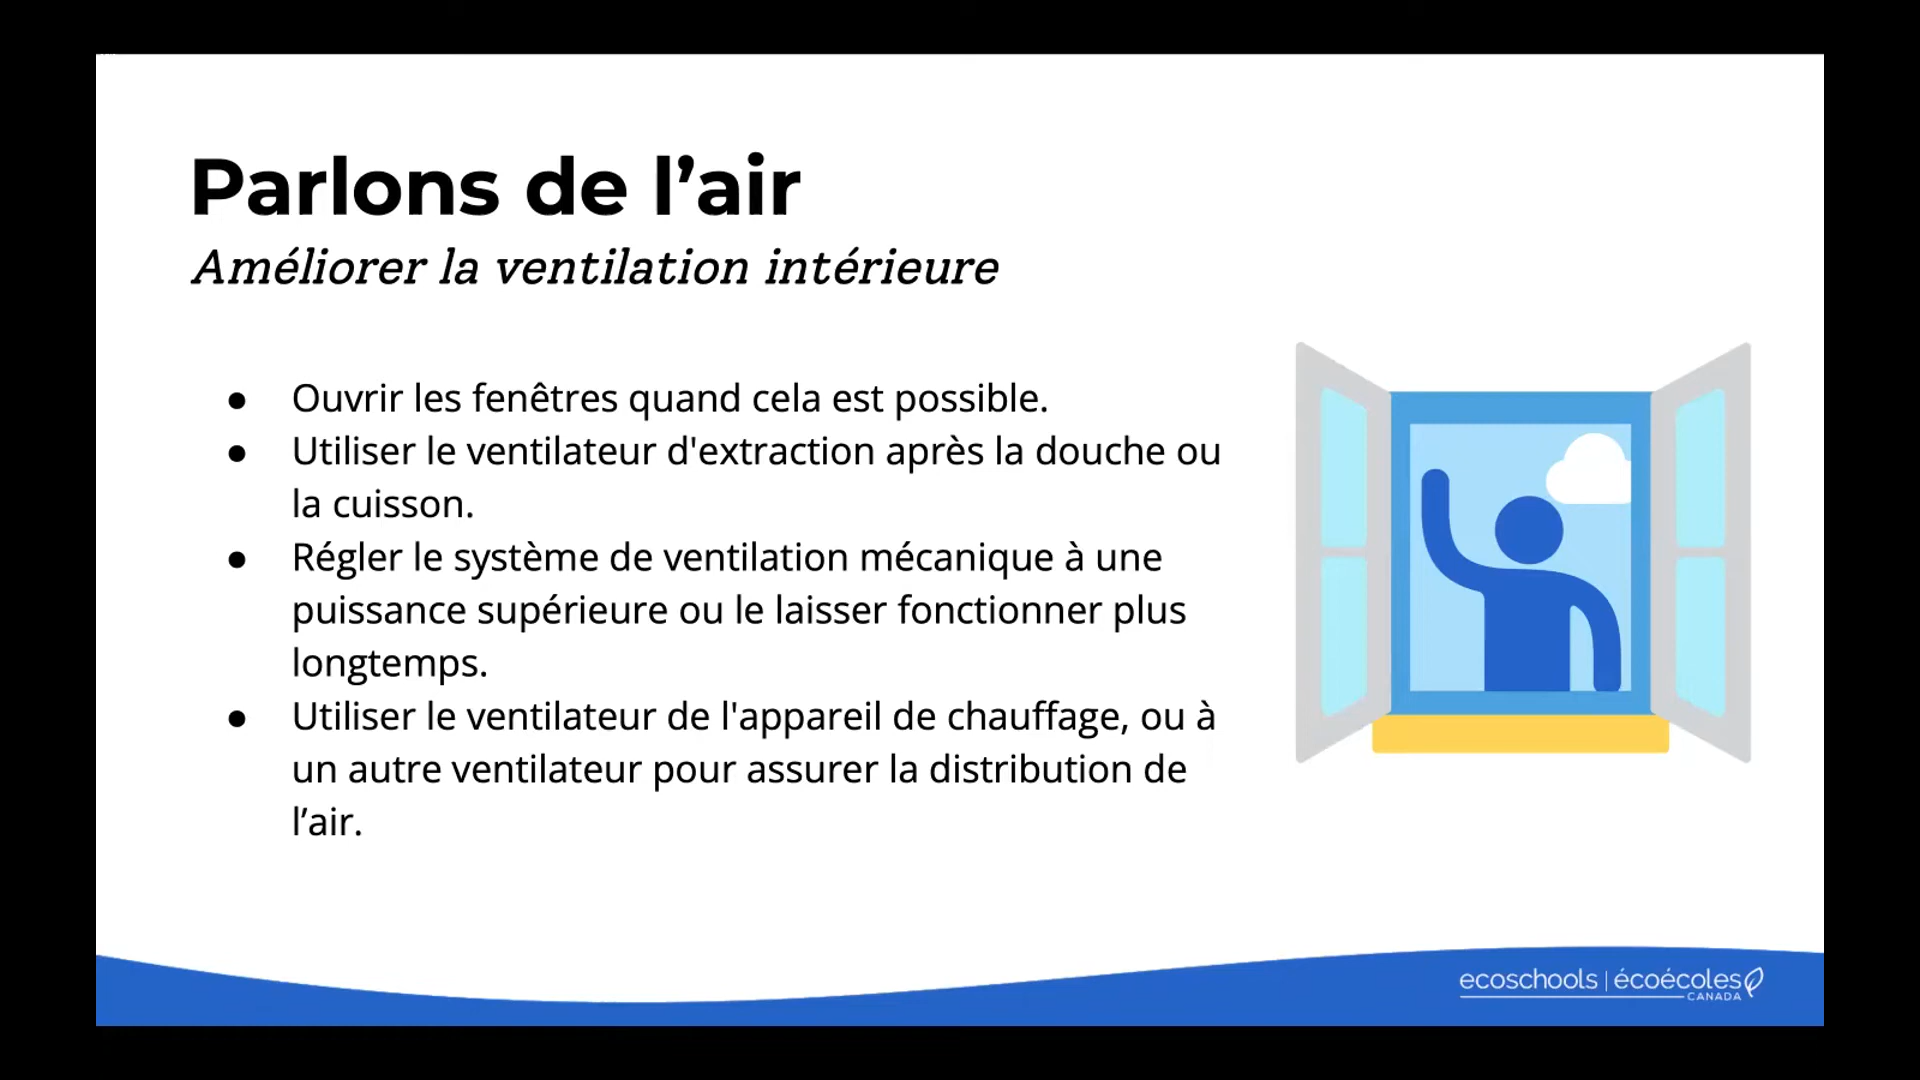 Parlons de l’air
Améliorer la ventilation intérieure
● Ouvrir les fenêtres quand cela est possible.
● Utiliser le ventilateur d'extraction après la douche ou
la cuisson.
● Régler le système de ventilation mécanique à une
puissance supérieure ou le laisser fonctionner plus
longtemps.
● Utiliser le ventilateur de l'appareil de chauffage, ou à
un autre ventilateur pour assurer la distribution de
l’air.
ecoschools | écoécoles
CANADA